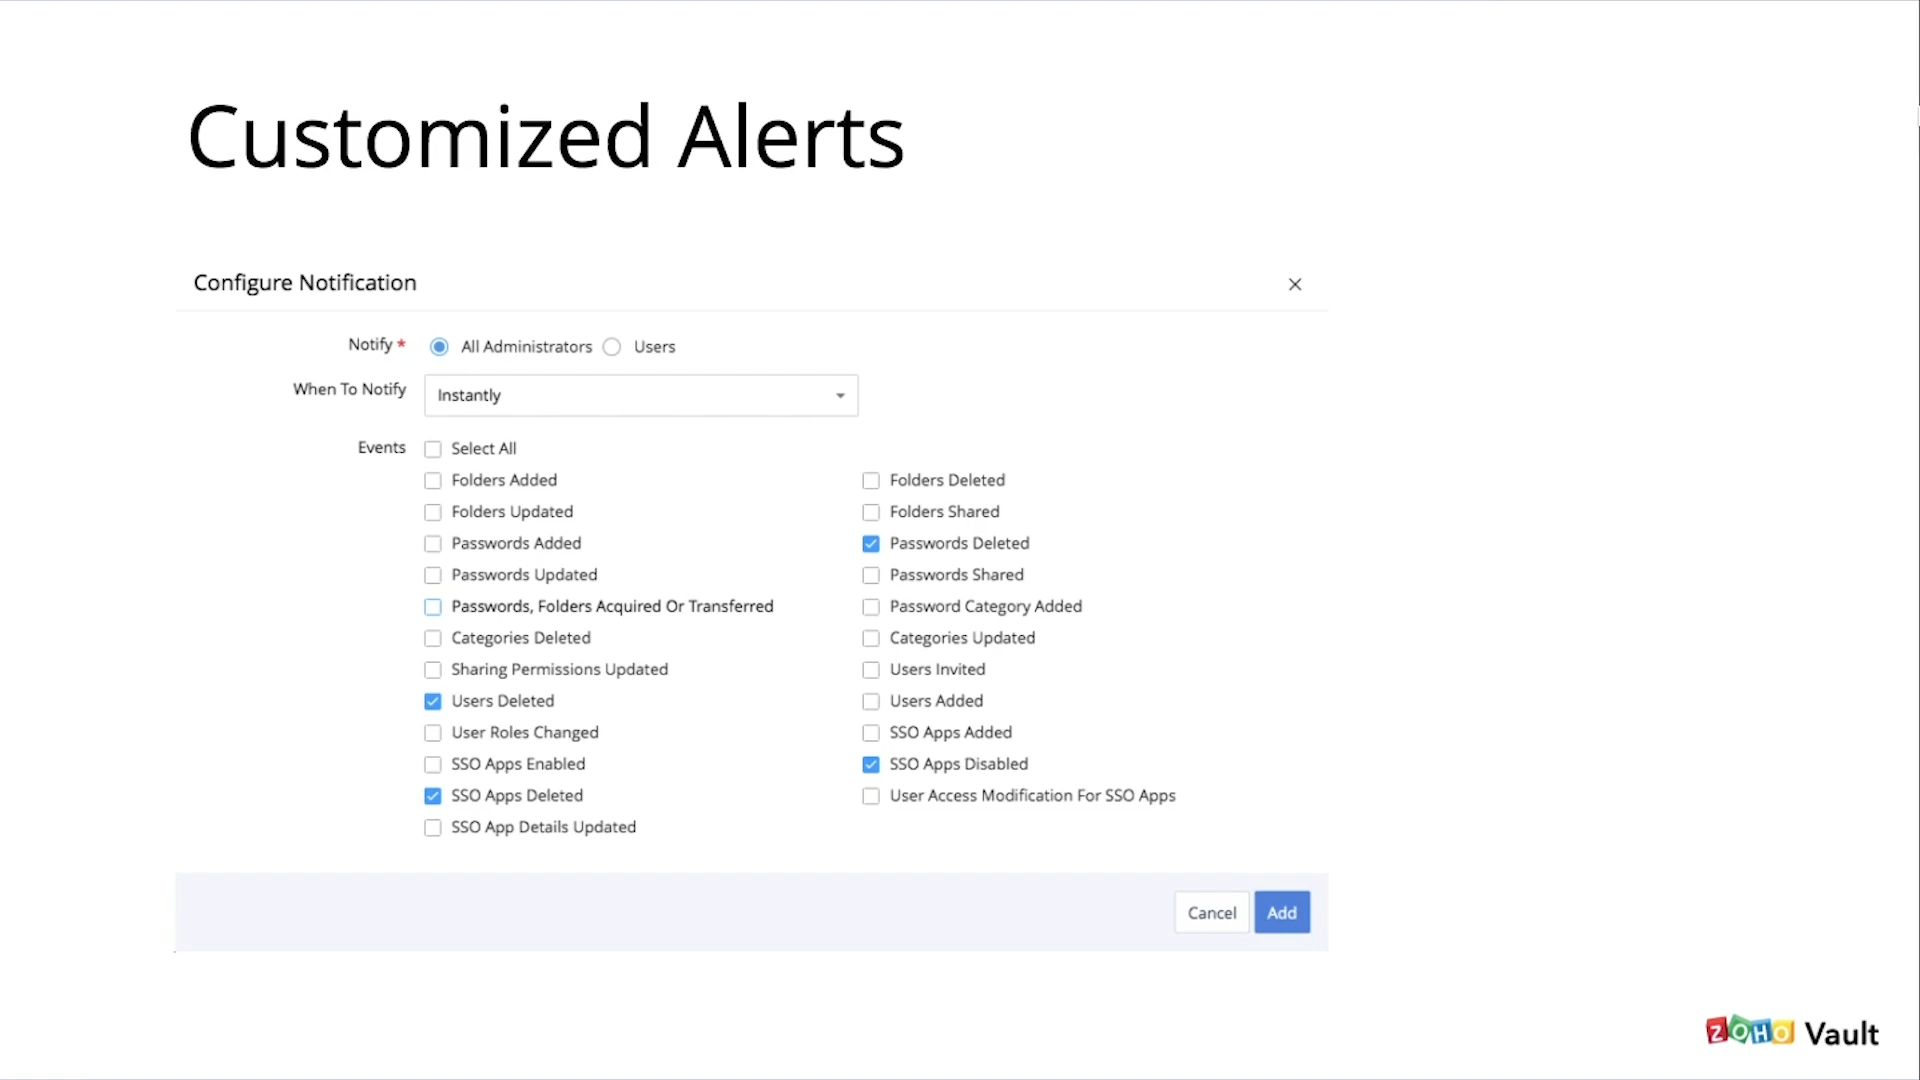 Customized Alerts
Configure Notification
Notify * All Administrators Users
When To Notify Instantly
Events Select All
Folders Added Folders Deleted
Folders Updated Folders Shared
Passwords Added Passwords Deleted
Passwords Updated Passwords Shared
Passwords, Folders Acquired Or Transferred Password Category Added
Categories Deleted Categories Updated
Sharing Permissions Updated Users Invited
Users Deleted Users Added
User Roles Changed SSO Apps Added
SSO Apps Enabled SSO Apps Disabled
SSO Apps Deleted User Access Modification For SSO Apps
SSO App Details Updated
Cancel Add
ZOHO Vault